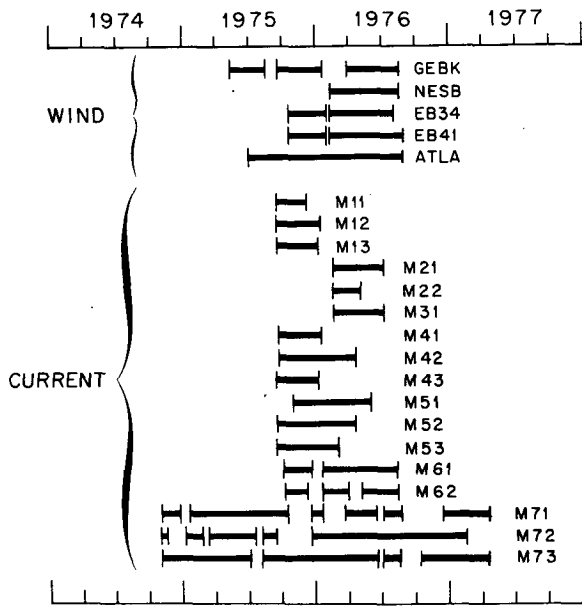 1974 1975 1976 1977
WIND
GEBK
NESB
EB34
EB41
ATLA
CURRENT
M11
M12
M13
M21
M22
M31
M41
M42
M43
M51
M52
M53
M61
M62
M71
M72
M73